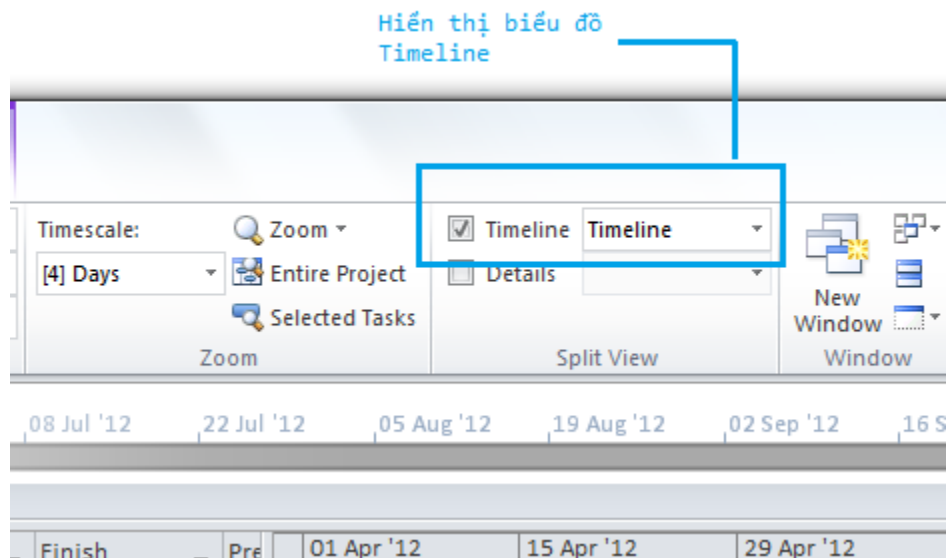 Hiển thị biểu đồ
Timeline
Timescale:
Zoom
Timeline
Timeline
[4] Days
Entire Project
Details
Selected Tasks
New
Window
Zoom
Split View
Window
08 Jul '12
22 Jul '12
05 Aug '12
19 Aug '12
02 Sep '12
16 S
Finish
Pre
01 Apr '12
15 Apr '12
29 Apr '12